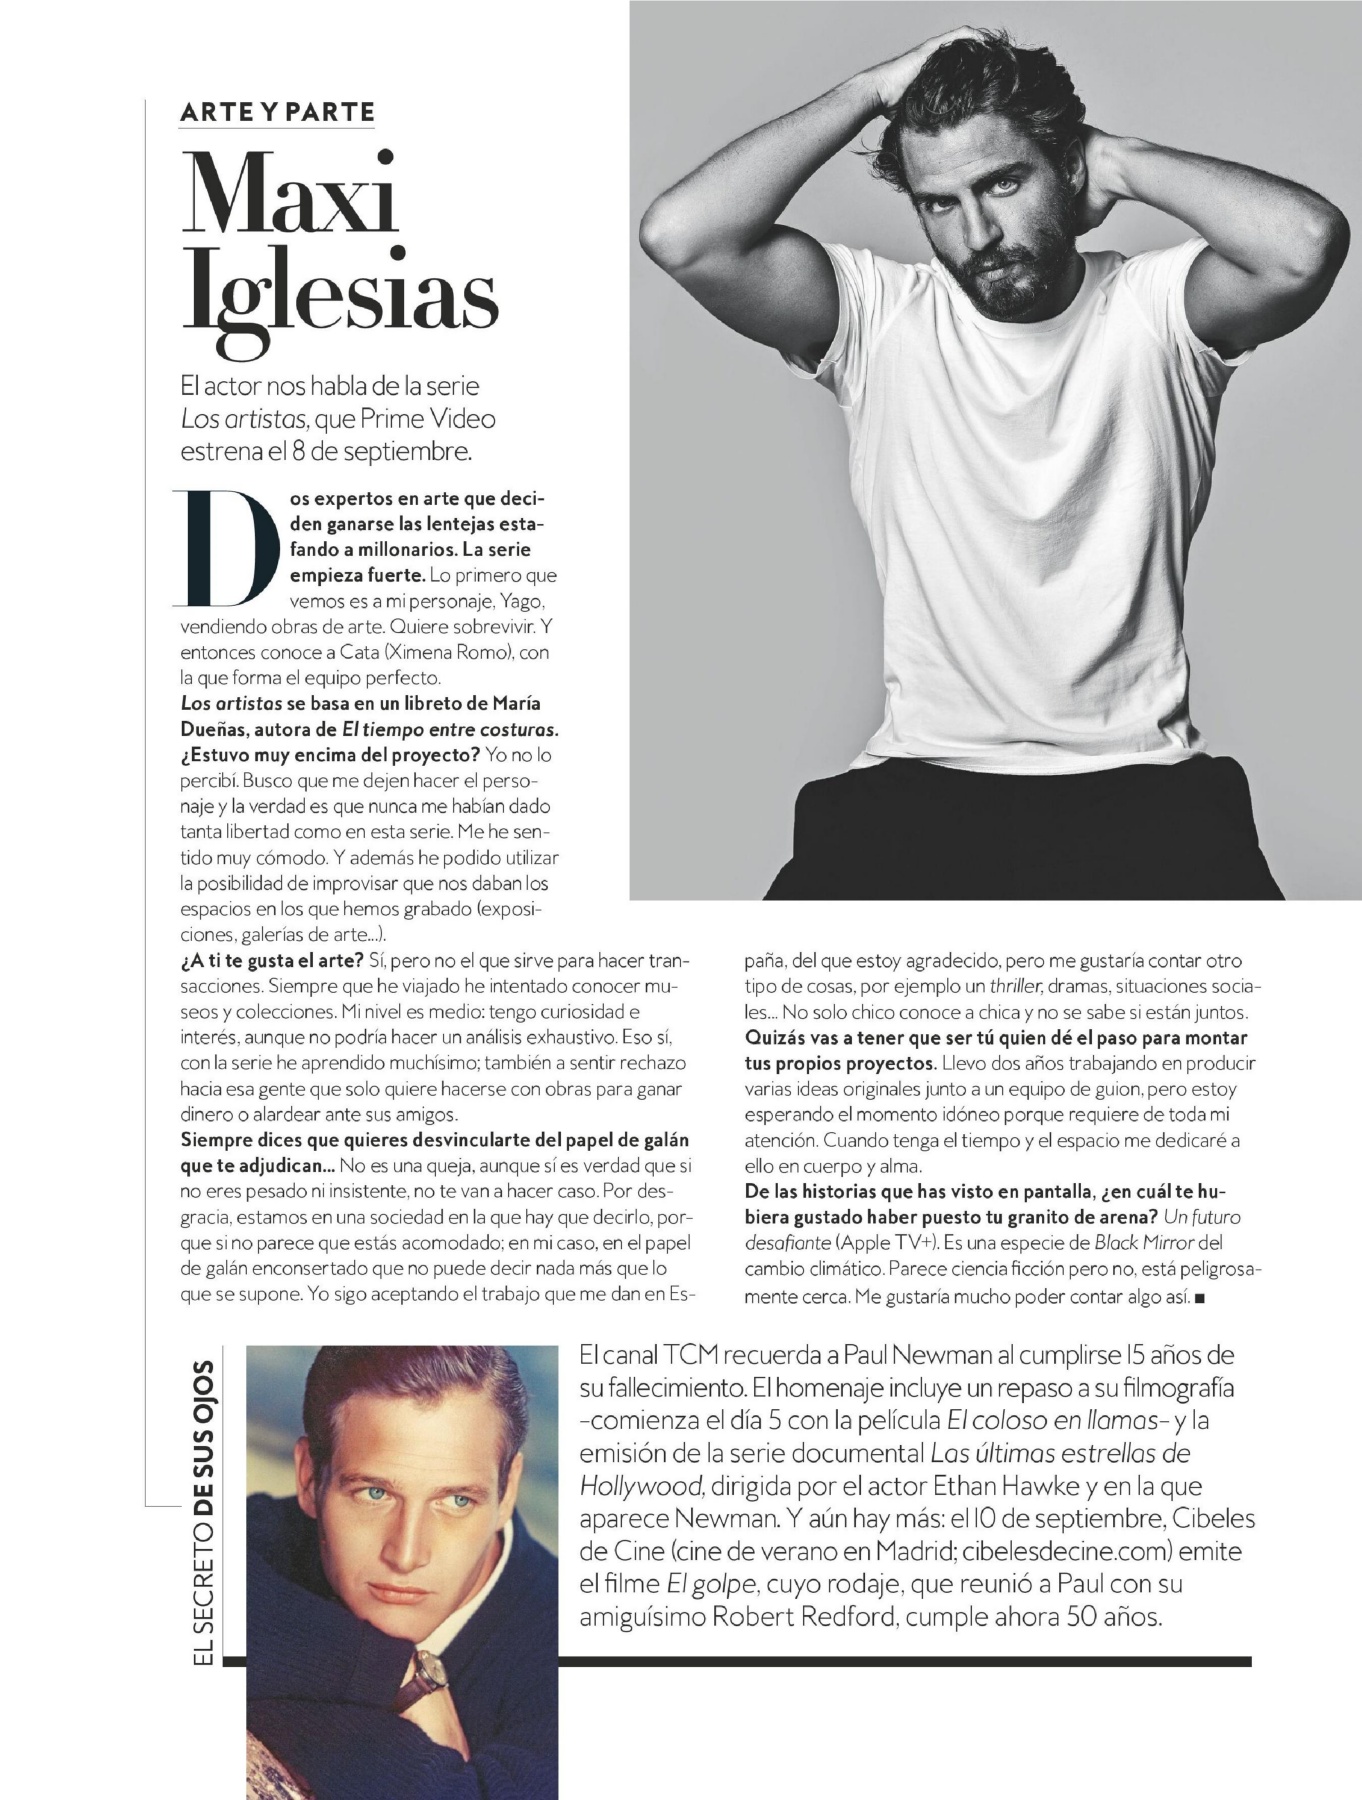 ARTE Y PARTE
Maxi
Iglesias
El actor nos habla de la serie
Los artistas, que Prime Video
estrena el 8 de septiembre.
Dos expertos en arte que deci-
den ganarse las lentejas esta-
fando a millonarios. La serie
empieza fuerte. Lo primero que
vemos es a mi personaje, Yago,
vendiendo obras de arte. Quiere sobrevivir. Y
entonces conoce a Cata (Ximena Romo), con
la que forma el equipo perfecto.
Los artistas se basa en un libreto de María
Dueñas, autora de El tiempo entre costuras.
¿Estuvo muy encima del proyecto? Yo no lo
percibí. Busco que me dejen hacer el perso-
naje y la verdad es que nunca me habían dado
tanta libertad como en esta serie. Me he sen-
tido muy cómodo. Y además he podido utilizar
la posibilidad de improvisar que nos daban los
espacios en los que hemos grabado (exposi-
ciones, galerías de arte...).
¿A ti te gusta el arte? Sí, pero no el que sirve para hacer tran-
sacciones. Siempre que he viajado he intentado conocer mu-
seos y colecciones. Mi nivel es medio: tengo curiosidad e
interés, aunque no podría hacer un análisis exhaustivo. Eso sí,
con la serie he aprendido muchísimo; también a sentir rechazo
hacia esa gente que solo quiere hacerse con obras para ganar
dinero o alardear ante sus amigos.
Siempre dices que quieres desvincularte del papel de galán
que te adjudican... No es una queja, aunque sí es verdad que si
no eres pesado ni insistente, no te van a hacer caso. Por des-
gracia, estamos en una sociedad en la que hay que decirlo, por-
que si no parece que estás acomodado; en mi caso, en el papel
de galán enconsertado que no puede decir nada más que lo
que se supone. Yo sigo aceptando el trabajo que me dan en Es-
paña, del que estoy agradecido, pero me gustaría contar otro
tipo de cosas, por ejemplo un thriller, dramas, situaciones socia-
les... No solo chico conoce a chica y no se sabe si están juntos.
Quizás vas a tener que ser tú quien dé el paso para montar
tus propios proyectos. Llevo dos años trabajando en producir
varias ideas originales junto a un equipo de guion, pero estoy
esperando el momento idóneo porque requiere de toda mi
atención. Cuando tenga el tiempo y el espacio me dedicaré a
ello en cuerpo y alma.
De las historias que has visto en pantalla, ¿en cuál te hu-
biera gustado haber puesto tu granito de arena? Un futuro
desafiante (Apple TV+). Es una especie de Black Mirror del
cambio climático. Parece ciencia ficción pero no, está peligrosa-
mente cerca. Me gustaría mucho poder contar algo así. ■
EL SECRETO DE SUS OJOS
El canal TCM recuerda a Paul Newman al cumplirse 15 años de
su fallecimiento. El homenaje incluye un repaso a su filmografía
–comienza el día 5 con la película El coloso en llamas– y la
emisión de la serie documental Las últimas estrellas de
Hollywood, dirigida por el actor Ethan Hawke y en la que
aparece Newman. Y aún hay más: el 10 de septiembre, Cibeles
de Cine (cine de verano en Madrid; cibelesdecine.com) emite
el filme El golpe, cuyo rodaje, que reunió a Paul con su
amiguísimo Robert Redford, cumple ahora 50 años.